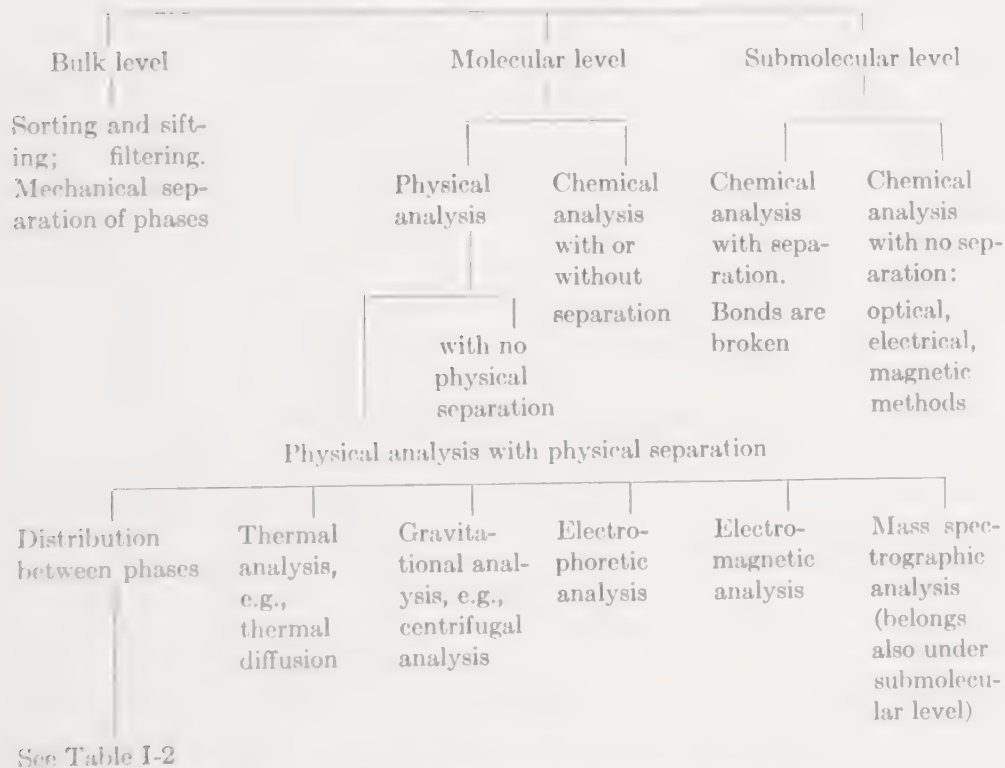 Bulk level
Molecular level
Submolecular level
Sorting and sift-
ing; filtering.
Mechanical sep-
aration of phases
Physical
analysis
Chemical
analysis
with or
without
separation
Chemical
analysis
with sepa-
ration.
Bonds are
broken
Chemical
analysis
with no sep-
aration:
optical,
electrical,
magnetic
methods
with no
physical
separation
Physical analysis with physical separation
Distribution
between phases
Thermal
analysis,
e.g.,
thermal
diffusion
Gravita-
tional anal-
ysis, e.g.,
centrifugal
analysis
Electro-
phoretic
analysis
Electro-
magnetic
analysis
Mass spec-
trographic
analysis
(belongs
also under
submolecu-
lar level)
See Table I-2